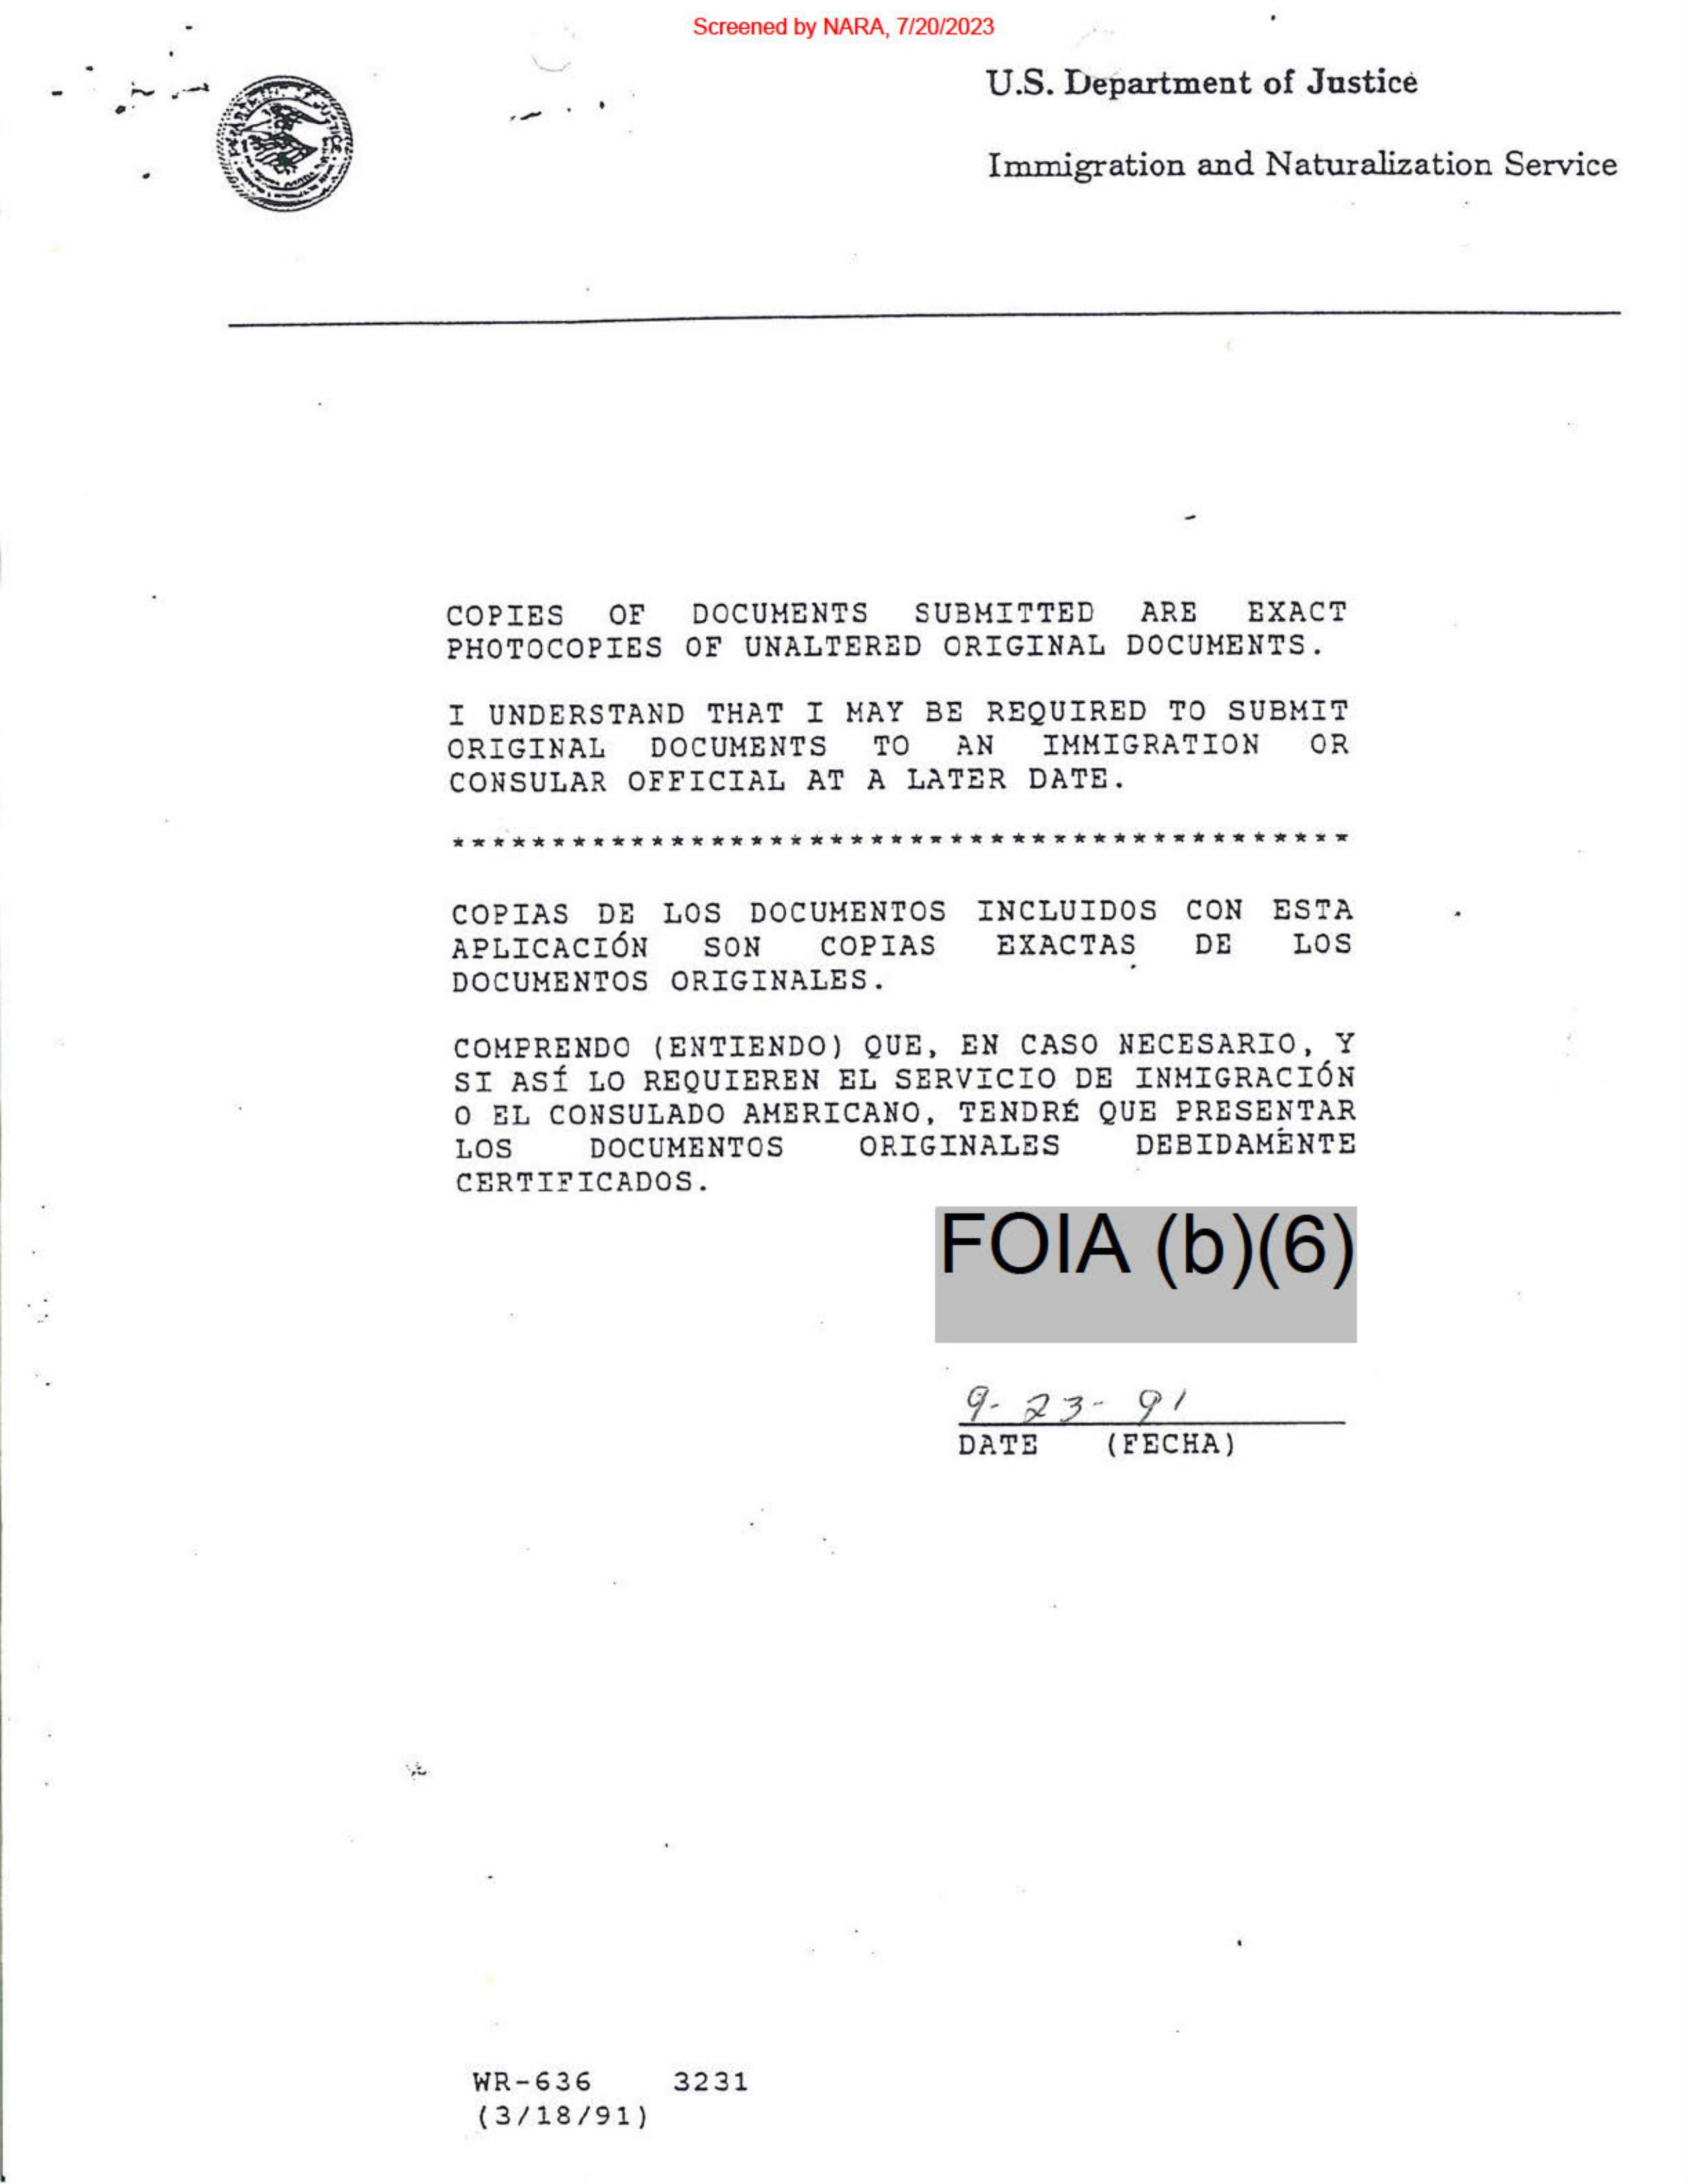 Screened by NARA, 7/20/2023
U.S. Department of Justice
Immigration and Naturalization Service
COPIES OF DOCUMENTS SUBMITTED ARE EXACT
PHOTOCOPIES OF UNALTERED ORIGINAL DOCUMENTS.
I UNDERSTAND THAT I MAY BE REQUIRED TO SUBMIT
ORIGINAL DOCUMENTS TO AN IMMIGRATION OR
CONSULAR OFFICIAL AT A LATER DATE.
*********************************************
COPIAS DE LOS DOCUMENTOS INCLUIDOS CON ESTA
APLICACIÓN SON COPIAS EXACTAS DE LOS
DOCUMENTOS ORIGINALES.
COMPRENDO (ENTIENDO) QUE, EN CASO NECESARIO, Y
SI ASÍ LO REQUIEREN EL SERVICIO DE INMIGRACIÓN
O EL CONSULADO AMERICANO, TENDRÉ QUE PRESENTAR
LOS DOCUMENTOS ORIGINALES DEBIDAMÉNTE
CERTIFICADOS.
FOIA (b)(6)
9-23-91
DATE (FECHA)
WR-636 3231
(3/18/91)